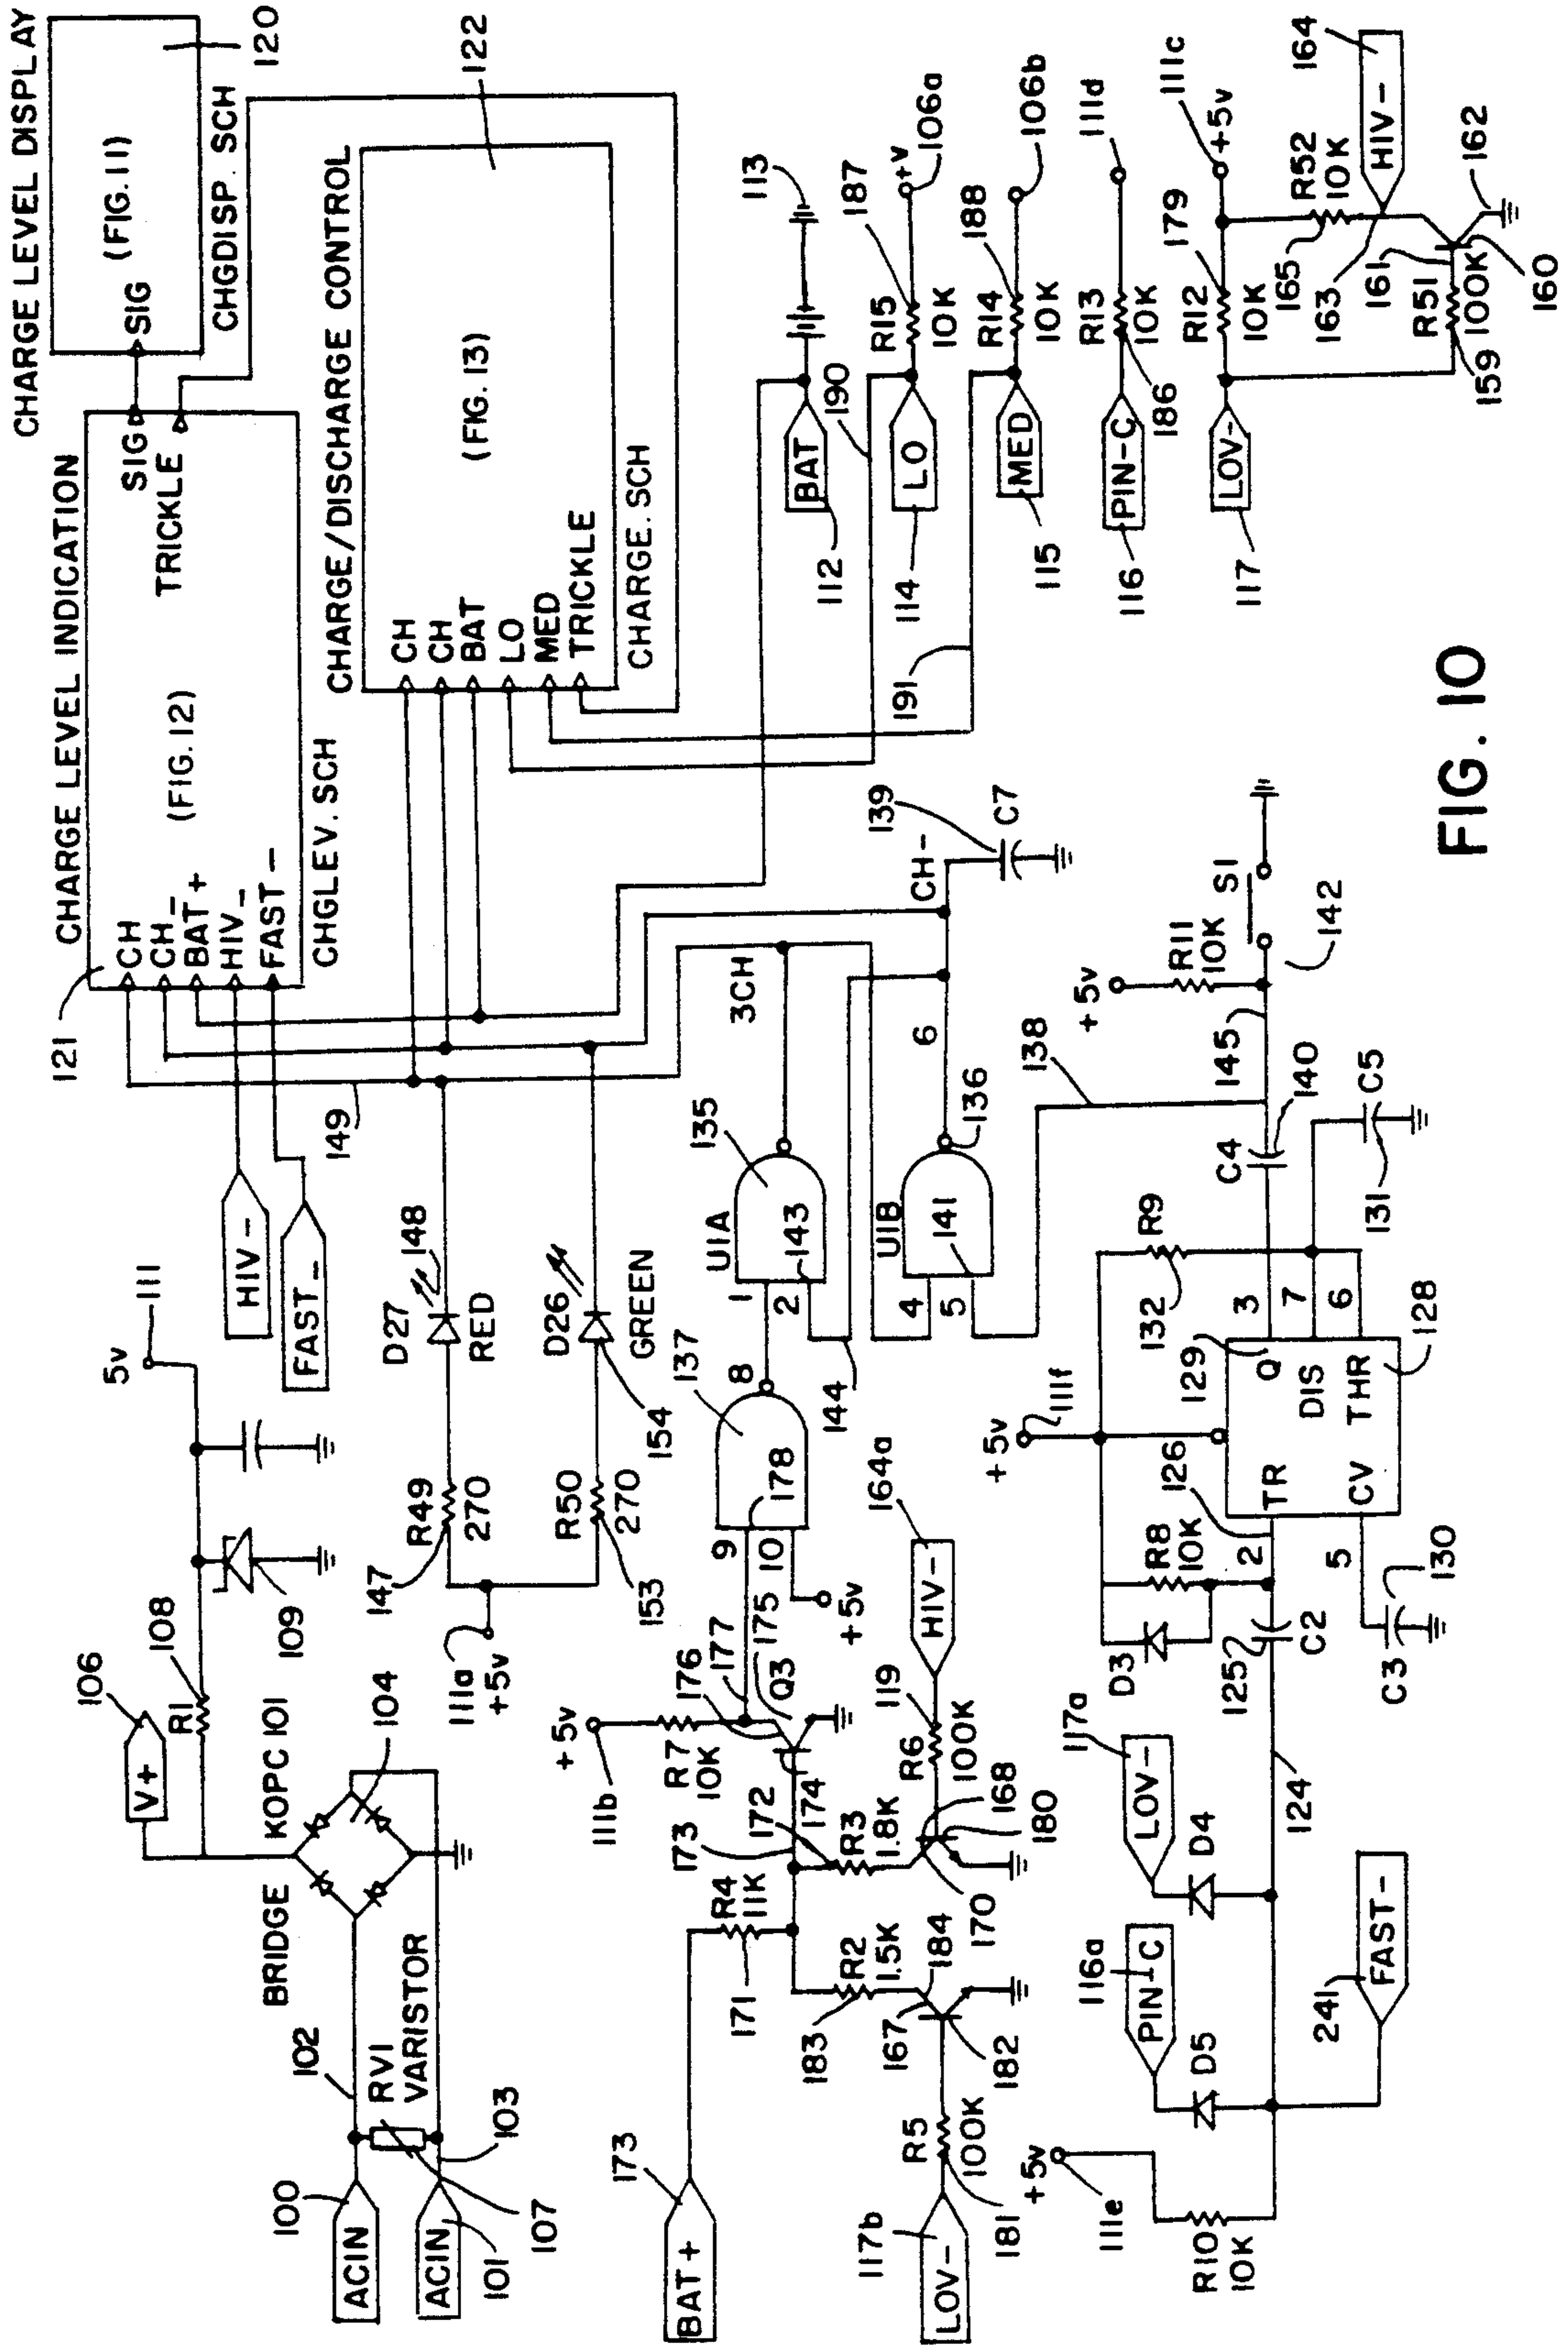 CHARGE LEVEL DISPLAY
(FIG. 11)
SIG
120
CHGDISP. SCH
CHARGE LEVEL INDICATION
121
(FIG. 12)
SIG
TRICKLE
CH
CH-
BAT+
HIV-
FAST-
CHGLEV. SCH
CHARGE/DISCHARGE CONTROL
122
(FIG. 13)
CH
CH
BAT
LO
MED
TRICKLE
CHARGE. SCH
106
V+
R1
108
109
5v
111
HIV-
FAST-
149
BRIDGE
KOPC 101
104
102
100
ACIN
RV1
VARISTOR
103
ACIN
101
107
D27
148
RED
R49
270
147
111a
+5v
D26
GREEN
R50
270
153
154
113
BAT
112
190
R15
10K
187
+v
106a
LO
114
R14
10K
188
106b
MED
115
191
R13
10K
111d
PIN-C
116
186
R12
10K
179
111c
+5v
LOV-
117
R52
10K
165
164
HIV-
163
161
R51
100K
162
160
159
3CH
135
U1A
143
1
2
137
8
178
9
10
+5v
144
CH-
139
C7
6
136
U1B
141
4
5
138
+5v
111b
R7
10K
176
177
175
Q3
174
172
173
R4
11K
171
R3
1.8K
R2
1.5K
183
184
167
170
168
180
182
R6
100K
119
164a
HIV-
173
BAT+
117b
LOV-
R5
100K
181
+5v
111e
R10
10K
116a
PIN-C
D5
117a
LOV-
D4
241
FAST-
124
125
C2
D3
R8
10K
126
2
5
C3
130
+5v
111f
129
TR
CV
Q
DIS
THR
128
3
7
6
132
R9
131
C5
C4
140
145
+5v
R11
10K
S1
142
FIG. 10